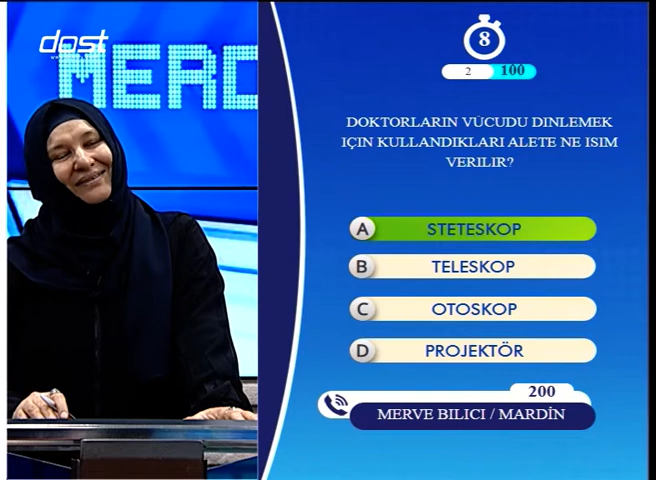 dost
MERC
8
2 100
DOKTORLARIN VÜCUDU DINLEMEK
IÇIN KULLANDIKLARI ALETE NE ISIM
VERILIR?
A STETESKOP
B TELESKOP
C OTOSKOP
D PROJEKTÖR
200
MERVE BILICI / MARDİN